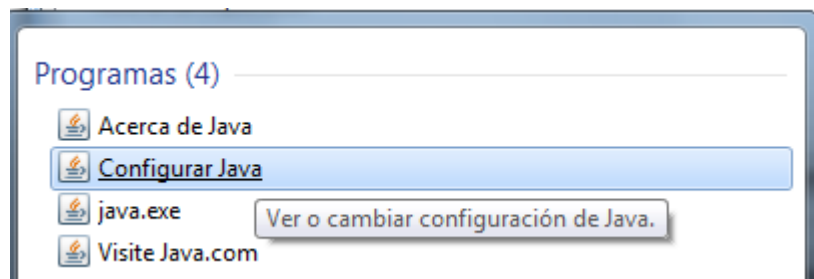 Programas (4)
Acerca de Java
Configurar Java
java.exe
Ver o cambiar configuración de Java.
Visite Java.com